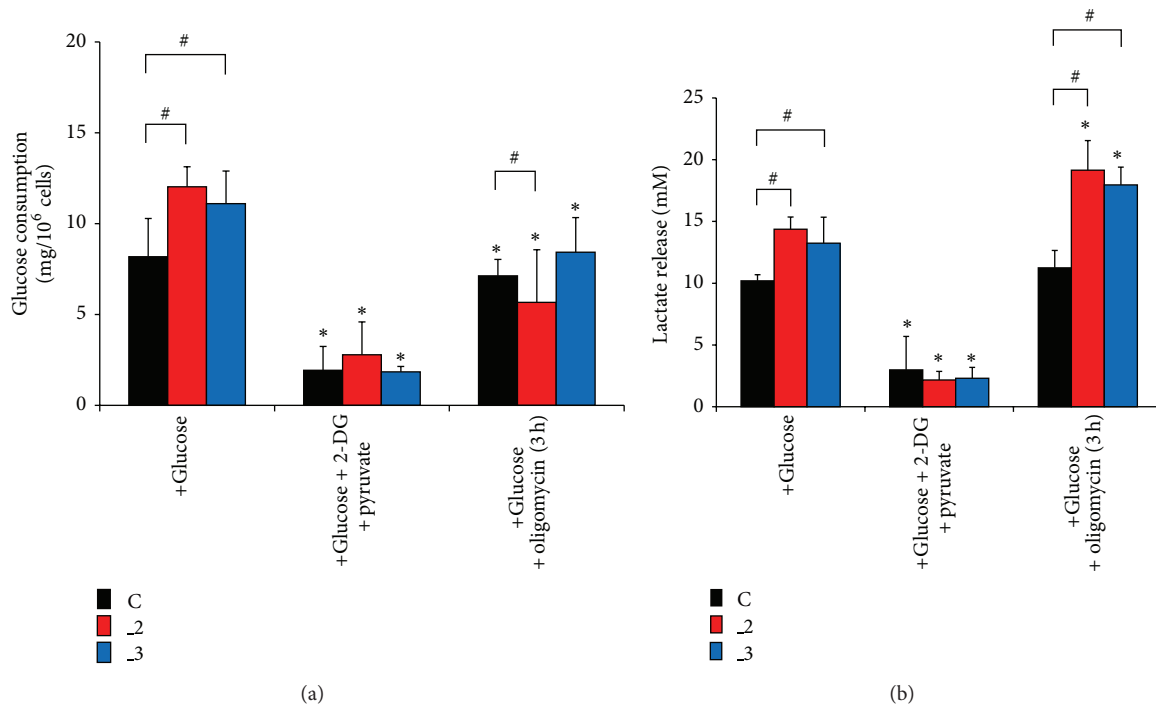 20
15
10
5
0
Glucose consumption
(mg/10⁶ cells)
#
#
#
*
*
*
*
*
*
+Glucose
+Glucose + 2-DG
+ pyruvate
+Glucose
+ oligomycin (3 h)
C
_2
_3
(a)
25
20
15
10
5
0
Lactate release (mM)
#
#
#
#
*
*
*
*
*
+Glucose
+Glucose + 2-DG
+ pyruvate
+Glucose
+ oligomycin (3 h)
C
_2
_3
(b)